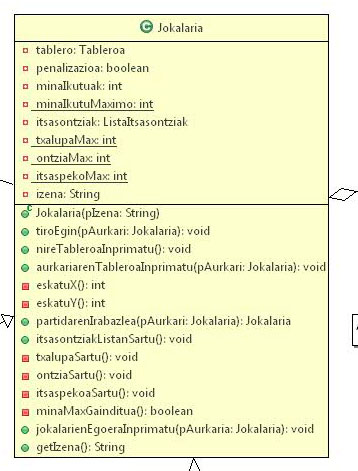 C Jokalaria
tablero: Tableroa
penalizazioa: boolean
minaIkutuak: int
minaIkutuMaximo: int
itsasontziak: ListaItsasontziak
txalupaMax: int
ontziaMax: int
itsaspekoMax: int
izena: String
C Jokalaria(pIzena: String)
tiroEgin(pAurkari: Jokalaria): void
nireTableroaInprimatu(): void
aurkariarenTableroaInprimatu(pAurkari: Jokalaria): void
eskatuX(): int
eskatuY(): int
partidarenIrabazlea(pAurkari: Jokalaria): Jokalaria
itsasontziakListanSartu(): void
txalupaSartu(): void
ontziaSartu(): void
itsaspekoaSartu(): void
minaMaxGainditua(): boolean
jokalarienEgoeraInprimatu(pAurkaria: Jokalaria): void
getIzena(): String